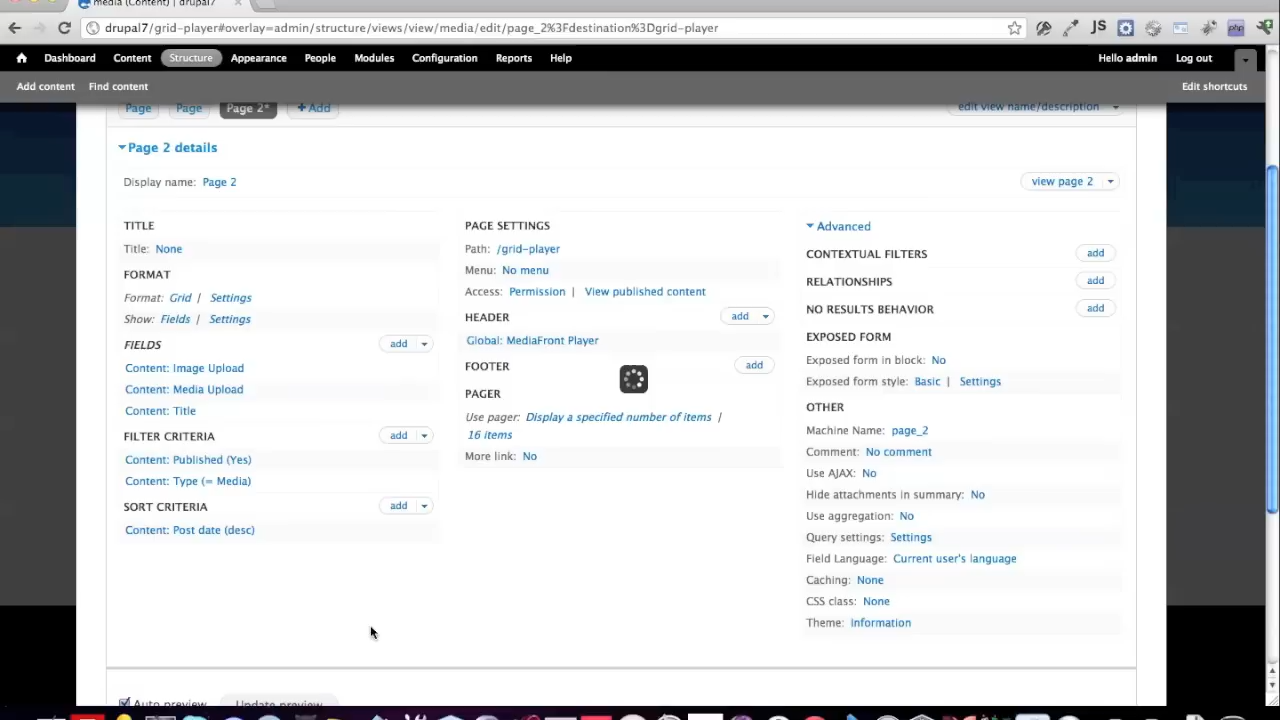 media (Content) | drupal7
drupal7/grid-player#overlay=admin/structure/views/view/media/edit/page_2%3Fdestination%3Dgrid-player
JS
php
Dashboard Content Structure Appearance People Modules Configuration Reports Help
Hello admin Log out
Add content Find content
Edit shortcuts
Page Page Page 2* + Add
edit view name/description
Page 2 details
Display name: Page 2
view page 2
TITLE
Title: None
FORMAT
Format: Grid | Settings
Show: Fields | Settings
FIELDS add
Content: Image Upload
Content: Media Upload
Content: Title
FILTER CRITERIA add
Content: Published (Yes)
Content: Type (= Media)
SORT CRITERIA add
Content: Post date (desc)
PAGE SETTINGS
Path: /grid-player
Menu: No menu
Access: Permission | View published content
HEADER add
Global: MediaFront Player
FOOTER add
PAGER
Use pager: Display a specified number of items |
16 items
More link: No
Advanced
CONTEXTUAL FILTERS add
RELATIONSHIPS add
NO RESULTS BEHAVIOR add
EXPOSED FORM
Exposed form in block: No
Exposed form style: Basic | Settings
OTHER
Machine Name: page_2
Comment: No comment
Use AJAX: No
Hide attachments in summary: No
Use aggregation: No
Query settings: Settings
Field Language: Current user's language
Caching: None
CSS class: None
Theme: Information
Auto preview Update preview